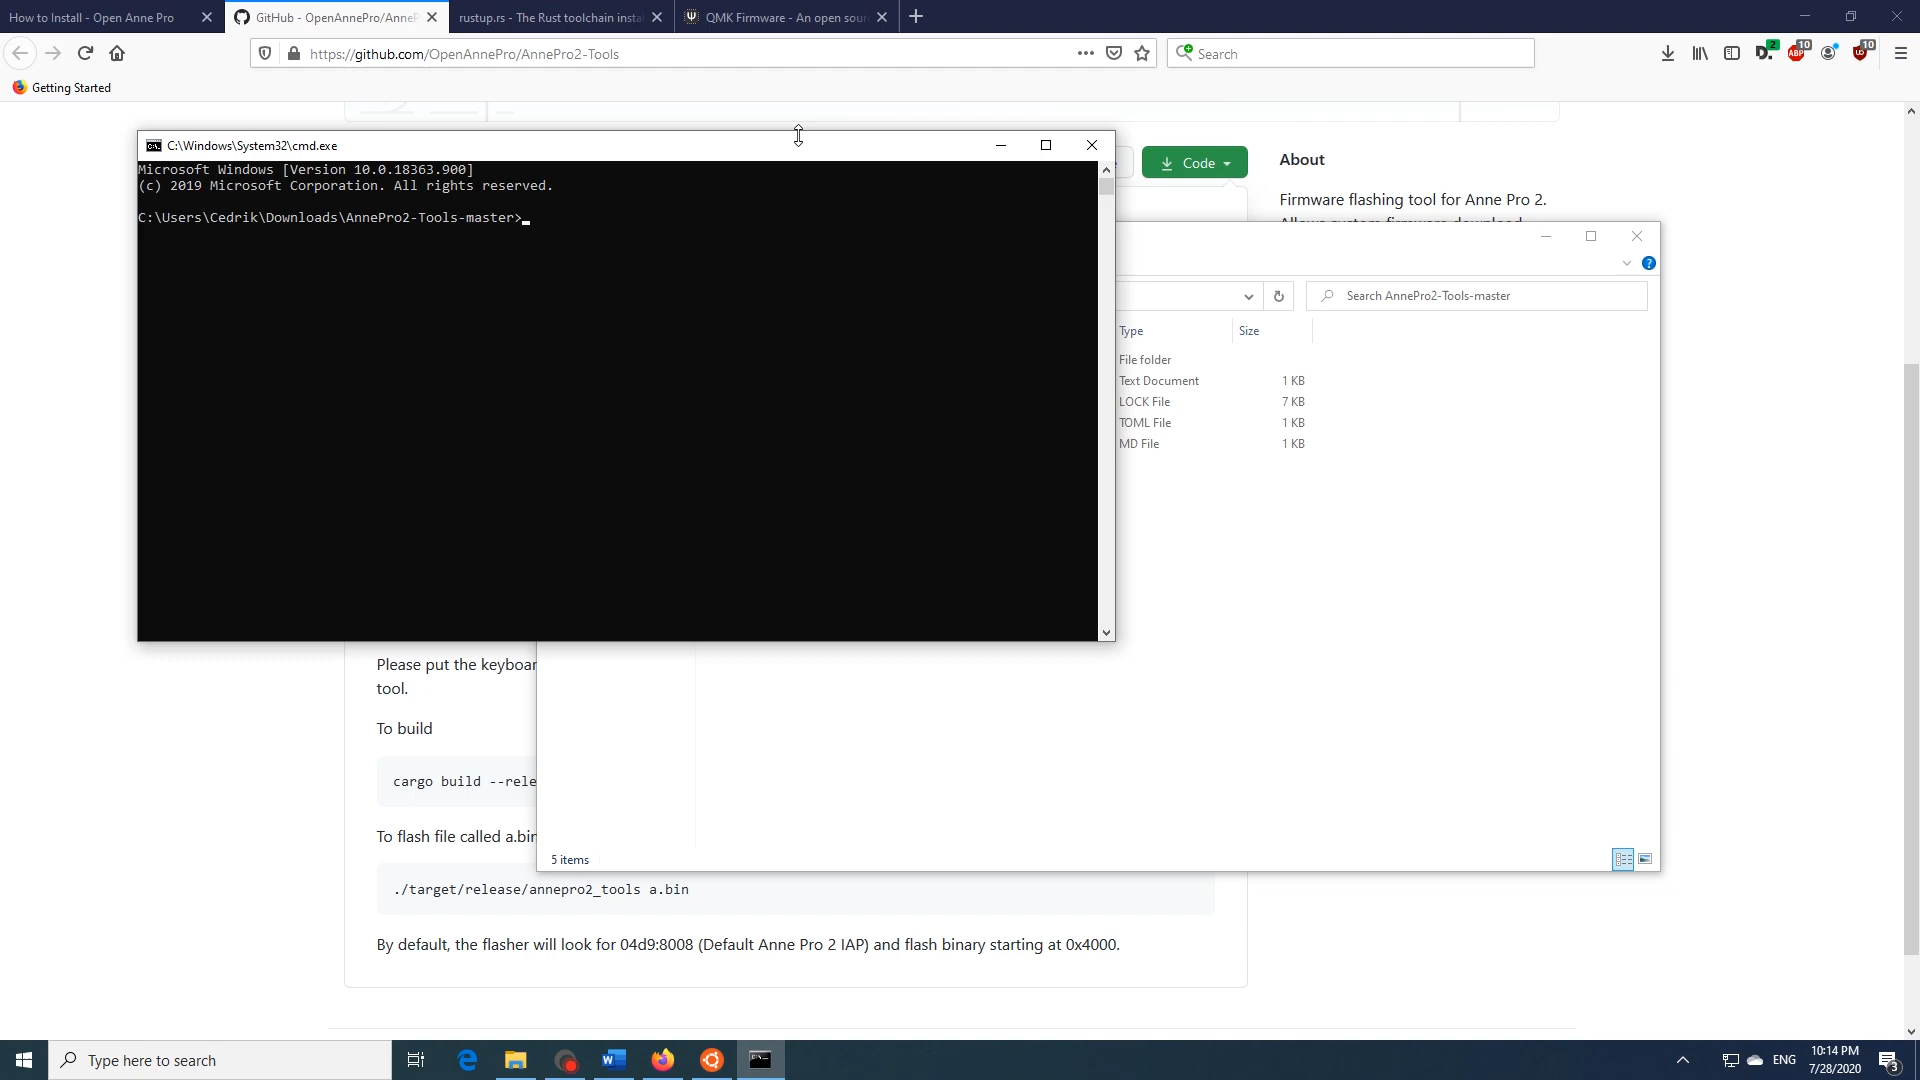 How to Install - Open Anne Pro
GitHub - OpenAnnePro/AnneP
rustup.rs - The Rust toolchain insta
QMK Firmware - An open sour
https://github.com/OpenAnnePro/AnnePro2-Tools
Search
2
10
10
Getting Started
C:\Windows\System32\cmd.exe
Microsoft Windows [Version 10.0.18363.900]
(c) 2019 Microsoft Corporation. All rights reserved.
C:\Users\Cedrik\Downloads\AnnePro2-Tools-master>
Code
About
Firmware flashing tool for Anne Pro 2.
Search AnnePro2-Tools-master
Type Size
File folder
Text Document 1 KB
LOCK File 7 KB
TOML File 1 KB
MD File 1 KB
Please put the keyboar
tool.
To build
cargo build --rele
To flash file called a.bin
5 items
./target/release/annepro2_tools a.bin
By default, the flasher will look for 04d9:8008 (Default Anne Pro 2 IAP) and flash binary starting at 0x4000.
Type here to search
ENG
10:14 PM
7/28/2020
3